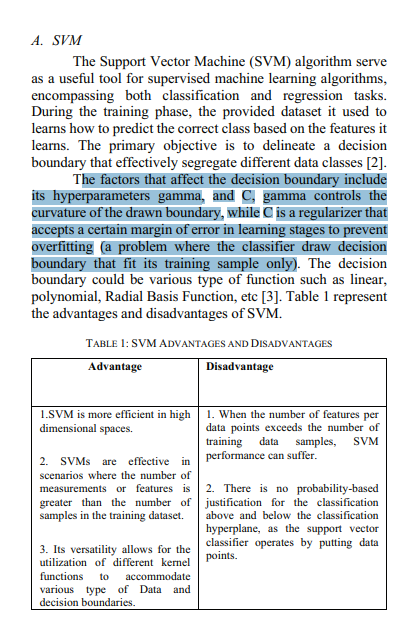 A. SVM
The Support Vector Machine (SVM) algorithm serve
as a useful tool for supervised machine learning algorithms,
encompassing both classification and regression tasks.
During the training phase, the provided dataset it used to
learns how to predict the correct class based on the features it
learns. The primary objective is to delineate a decision
boundary that effectively segregate different data classes [2].
The factors that affect the decision boundary include
its hyperparameters gamma, and C, gamma controls the
curvature of the drawn boundary, while C is a regularizer that
accepts a certain margin of error in learning stages to prevent
overfitting (a problem where the classifier draw decision
boundary that fit its training sample only). The decision
boundary could be various type of function such as linear,
polynomial, Radial Basis Function, etc [3]. Table 1 represent
the advantages and disadvantages of SVM.
TABLE 1: SVM ADVANTAGES AND DISADVANTAGES
Advantage
Disadvantage
1.SVM is more efficient in high
dimensional spaces.
2. SVMs are effective in
scenarios where the number of
measurements or features is
greater than the number of
samples in the training dataset.
3. Its versatility allows for the
utilization of different kernel
functions to accommodate
various type of Data and
decision boundaries.
1. When the number of features per
data points exceeds the number of
training data samples, SVM
performance can suffer.
2. There is no probability-based
justification for the classification
above and below the classification
hyperplane, as the support vector
classifier operates by putting data
points.